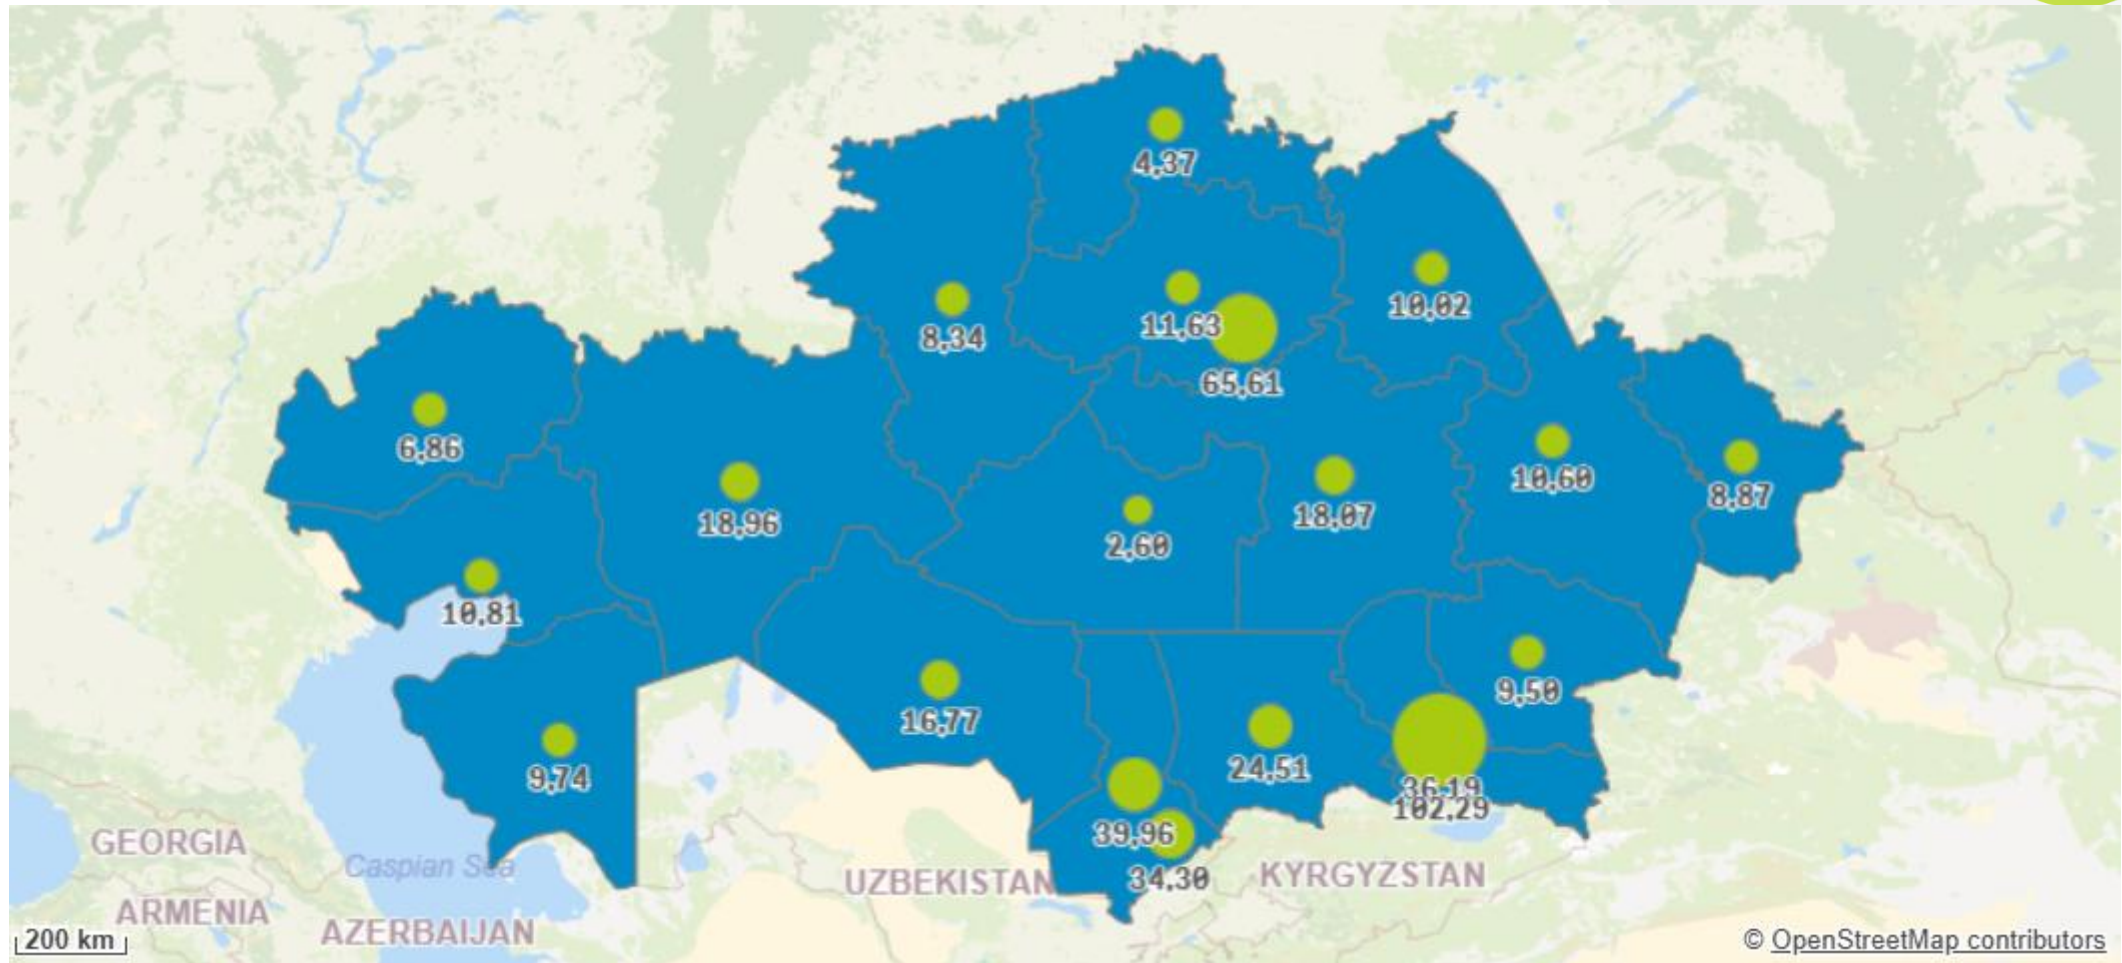 4,37
10,02
11,63
8,34
65,61
6,86
10,60
8,87
18,07
18,96
2,60
10,81
9,50
16,77
24,51
9,74
36,19
102,29
39,96
34,30
GEORGIA
Caspian Sea
UZBEKISTAN
KYRGYZSTAN
ARMENIA
AZERBAIJAN
200 km
© OpenStreetMap contributors